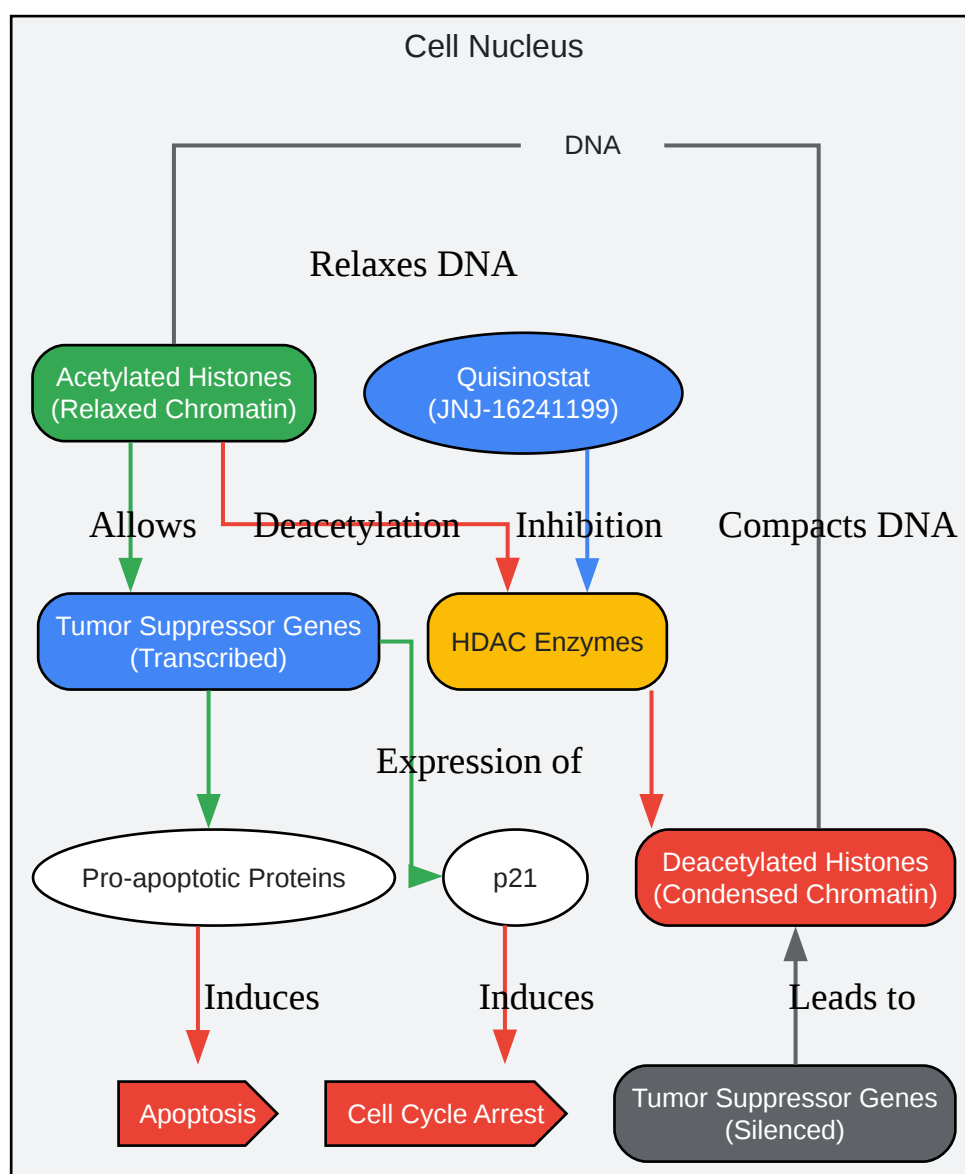 Cell Nucleus
DNA
Relaxes DNA
Acetylated Histones
(Relaxed Chromatin)
Quisinostat
(JNJ-16241199)
Allows
Deacetylation
Inhibition
Compacts DNA
Tumor Suppressor Genes
(Transcribed)
HDAC Enzymes
Expression of
Pro-apoptotic Proteins
p21
Deacetylated Histones
(Condensed Chromatin)
Induces
Induces
Leads to
Apoptosis
Cell Cycle Arrest
Tumor Suppressor Genes
(Silenced)